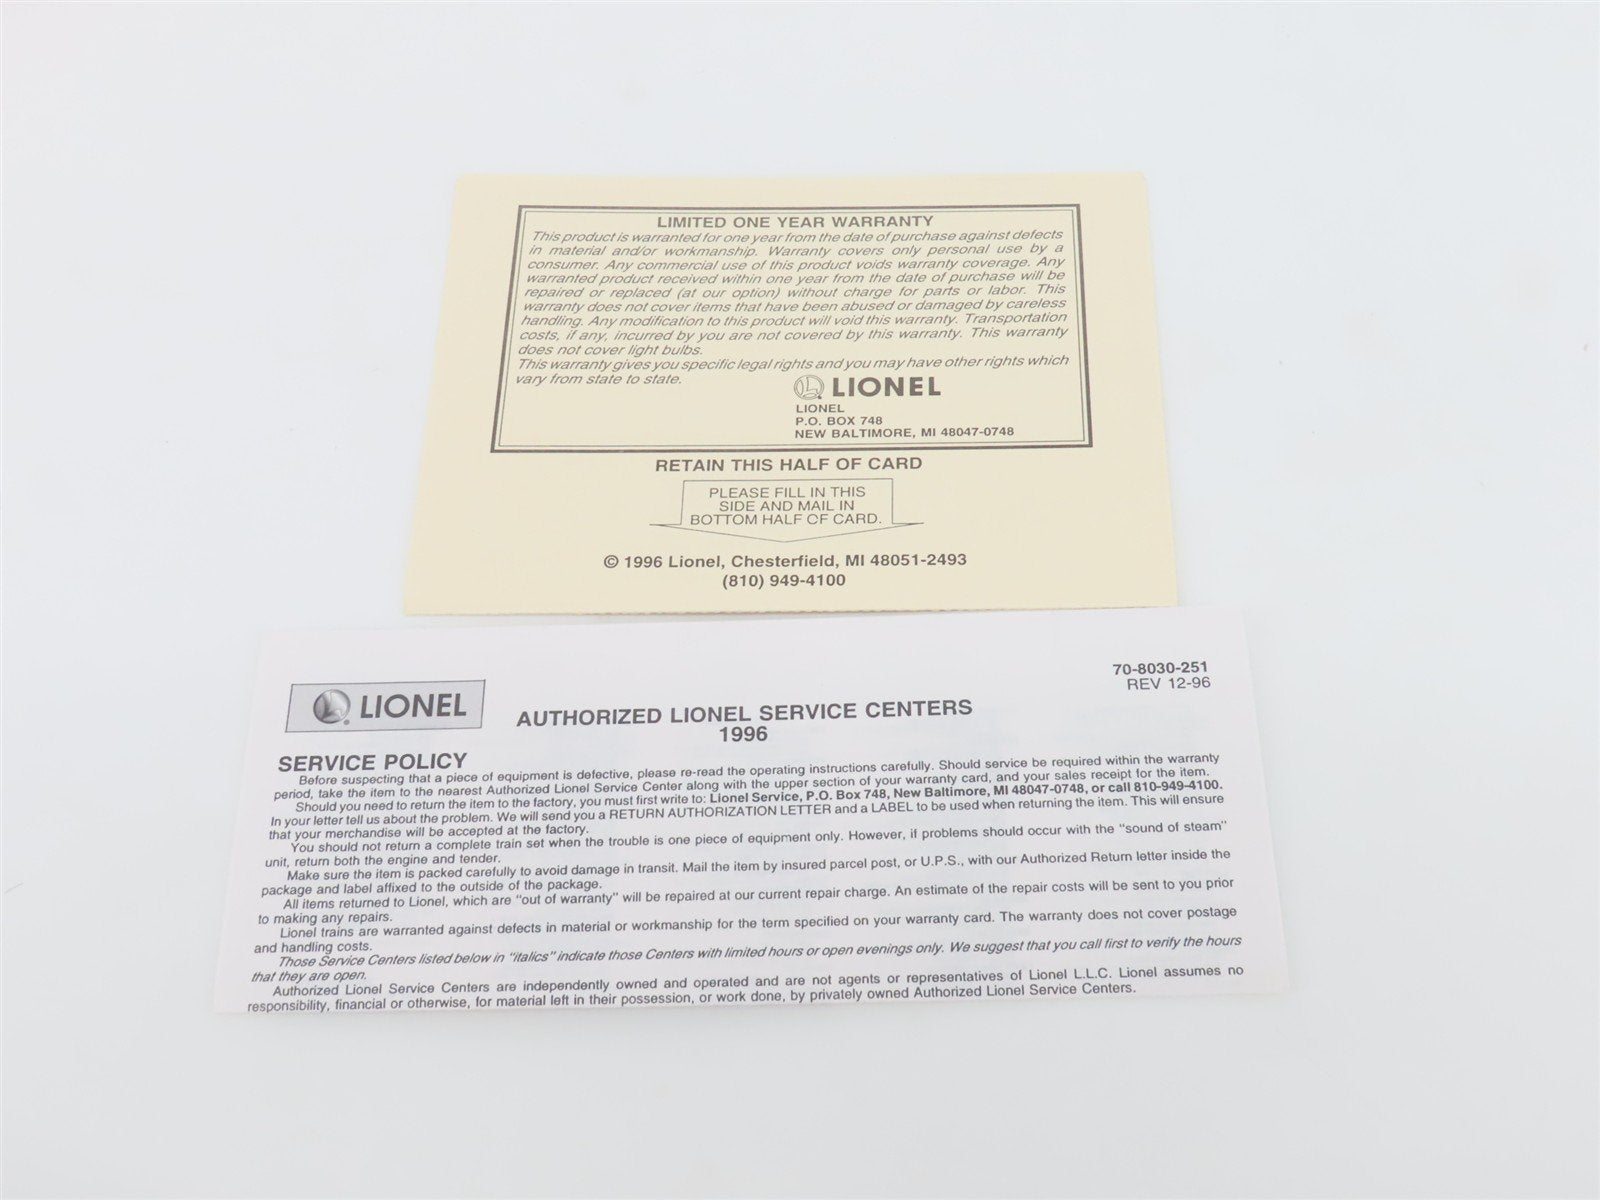 LIMITED ONE YEAR WARRANTY
This product is warranted for one year from the date of purchase against defects
in material and/or workmanship. Warranty covers only personal use by a
consumer. Any commercial use of this product voids warranty coverage. Any
warranted product received within one year from the date of purchase will be
repaired or replaced (at our option) without charge for parts or labor. This
warranty does not cover items that have been abused or damaged by careless
handling. Any modification to this product will void this warranty. Transportation
costs, if any, incurred by you are not covered by this warranty. This warranty
does not cover light bulbs.
This warranty gives you specific legal rights and you may have other rights which
vary from state to state.
LIONEL
LIONEL
P.O. BOX 748
NEW BALTIMORE, MI 48047-0748
RETAIN THIS HALF OF CARD
PLEASE FILL IN THIS
SIDE AND MAIL IN
BOTTOM HALF OF CARD.
© 1996 Lionel, Chesterfield, MI 48051-2493
(810) 949-4100
70-8030-251
REV 12-96
LIONEL
AUTHORIZED LIONEL SERVICE CENTERS
1996
SERVICE POLICY
Before suspecting that a piece of equipment is defective, please re-read the operating instructions carefully. Should service be required within the warranty
period, take the item to the nearest Authorized Lionel Service Center along with the upper section of your warranty card, and your sales receipt for the item.
Should you need to return the item to the factory, you must first write to: Lionel Service, P.O. Box 748, New Baltimore, MI 48047-0748, or call 810-949-4100.
In your letter tell us about the problem. We will send you a RETURN AUTHORIZATION LETTER and a LABEL to be used when returning the item. This will ensure
that your merchandise will be accepted at the factory.
You should not return a complete train set when the trouble is one piece of equipment only. However, if problems should occur with the "sound of steam"
unit, return both the engine and tender.
Make sure the item is packed carefully to avoid damage in transit. Mail the item by insured parcel post, or U.P.S., with our Authorized Return letter inside the
package and label affixed to the outside of the package.
All items returned to Lionel, which are "out of warranty" will be repaired at our current repair charge. An estimate of the repair costs will be sent to you prior
to making any repairs.
Lionel trains are warranted against defects in material or workmanship for the term specified on your warranty card. The warranty does not cover postage
and handling costs.
Those Service Centers listed below in "italics" indicate those Centers with limited hours or open evenings only. We suggest that you call first to verify the hours
that they are open.
Authorized Lionel Service Centers are independently owned and operated and are not agents or representatives of Lionel L.L.C. Lionel assumes no
responsibility, financial or otherwise, for material left in their possession, or work done, by privately owned Authorized Lionel Service Centers.